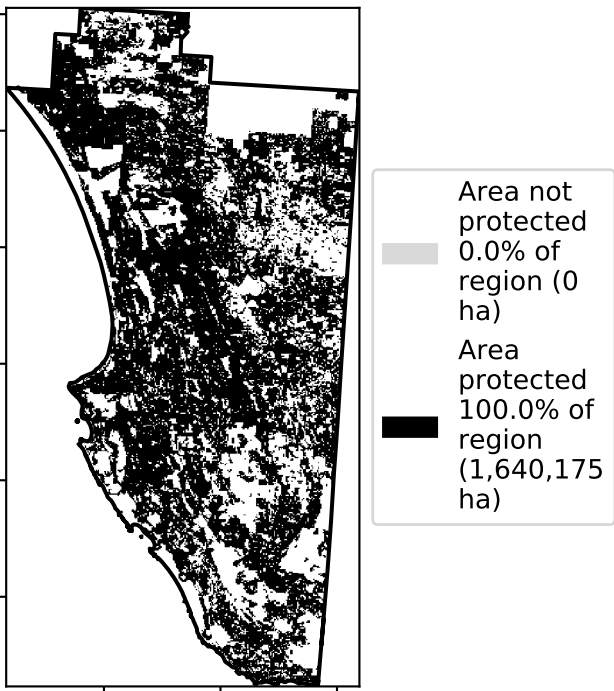 Area not
protected
0.0% of
region (0
ha)
Area
protected
100.0% of
region
(1,640,175
ha)